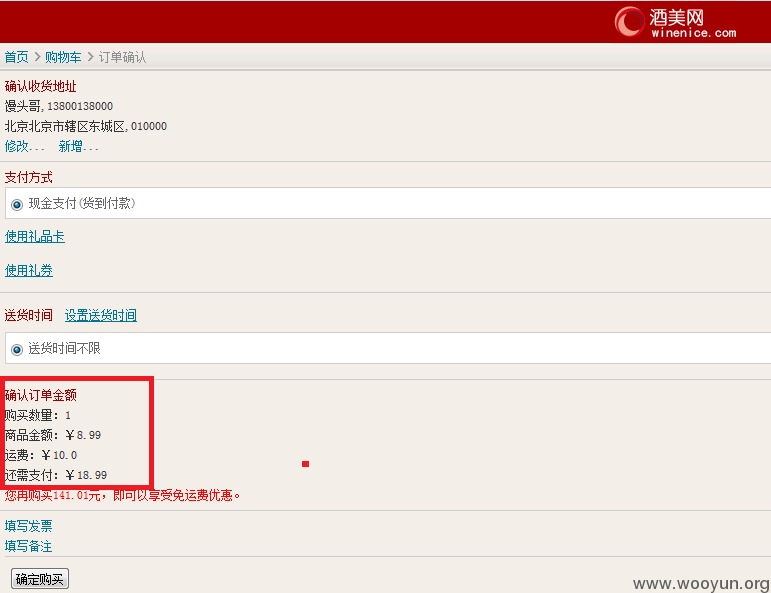 酒美网
winenice.com
首页 > 购物车 > 订单确认
确认收货地址
馒头哥, 13800138000
北京北京市辖区东城区, 010000
修改... 新增...
支付方式
现金支付(货到付款)
使用礼品卡
使用礼券
送货时间 设置送货时间
送货时间不限
确认订单金额
购买数量: 1
商品金额: ￥8.99
运费: ￥10.0
还需支付: ￥18.99
您再购买141.01元, 即可以享受免运费优惠。
填写发票
填写备注
确定购买
www.wooyun.org